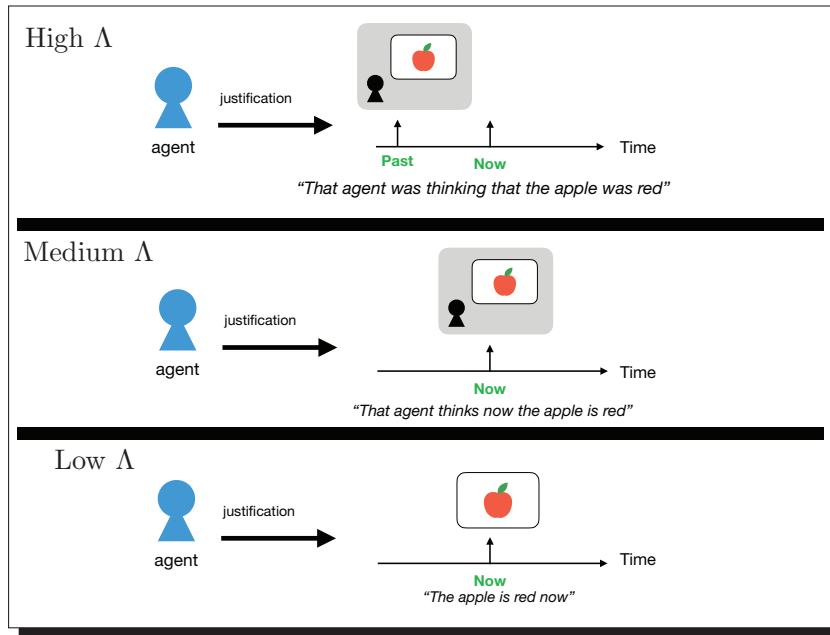 High Λ
justification
agent
Time
Past
Now
“That agent was thinking that the apple was red”
Medium Λ
justification
agent
Time
Now
“That agent thinks now the apple is red”
Low Λ
justification
agent
Time
Now
“The apple is red now”